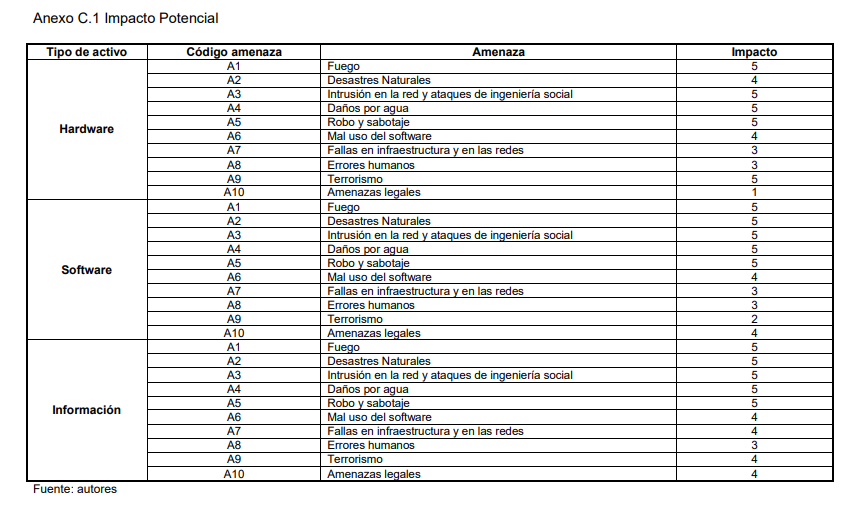 Anexo C.1 Impacto Potencial
Tipo de activo Código amenaza Amenaza Impacto
Hardware
A1 Fuego 5
A2 Desastres Naturales 4
A3 Intrusión en la red y ataques de ingeniería social 5
A4 Daños por agua 5
A5 Robo y sabotaje 5
A6 Mal uso del software 4
A7 Fallas en infraestructura y en las redes 3
A8 Errores humanos 3
A9 Terrorismo 5
A10 Amenazas legales 1
Software
A1 Fuego 5
A2 Desastres Naturales 5
A3 Intrusión en la red y ataques de ingeniería social 5
A4 Daños por agua 5
A5 Robo y sabotaje 5
A6 Mal uso del software 4
A7 Fallas en infraestructura y en las redes 3
A8 Errores humanos 3
A9 Terrorismo 2
A10 Amenazas legales 4
Información
A1 Fuego 5
A2 Desastres Naturales 5
A3 Intrusión en la red y ataques de ingeniería social 5
A4 Daños por agua 5
A5 Robo y sabotaje 5
A6 Mal uso del software 4
A7 Fallas en infraestructura y en las redes 4
A8 Errores humanos 3
A9 Terrorismo 4
A10 Amenazas legales 4
Fuente: autores